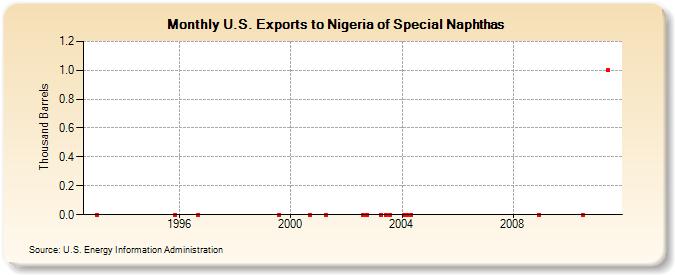 Monthly U.S. Exports to Nigeria of Special Naphthas
Thousand Barrels
1.2
1.0
0.8
0.6
0.4
0.2
0.0
1996 2000 2004 2008
Source: U.S. Energy Information Administration